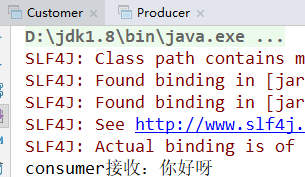 Customer Producer
D:\jdk1.8\bin\java.exe ...
SLF4J: Class path contains m
SLF4J: Found binding in [jar
SLF4J: Found binding in [jar
SLF4J: See http://www.slf4j.
SLF4J: Actual binding is of
consumer接收：你好呀